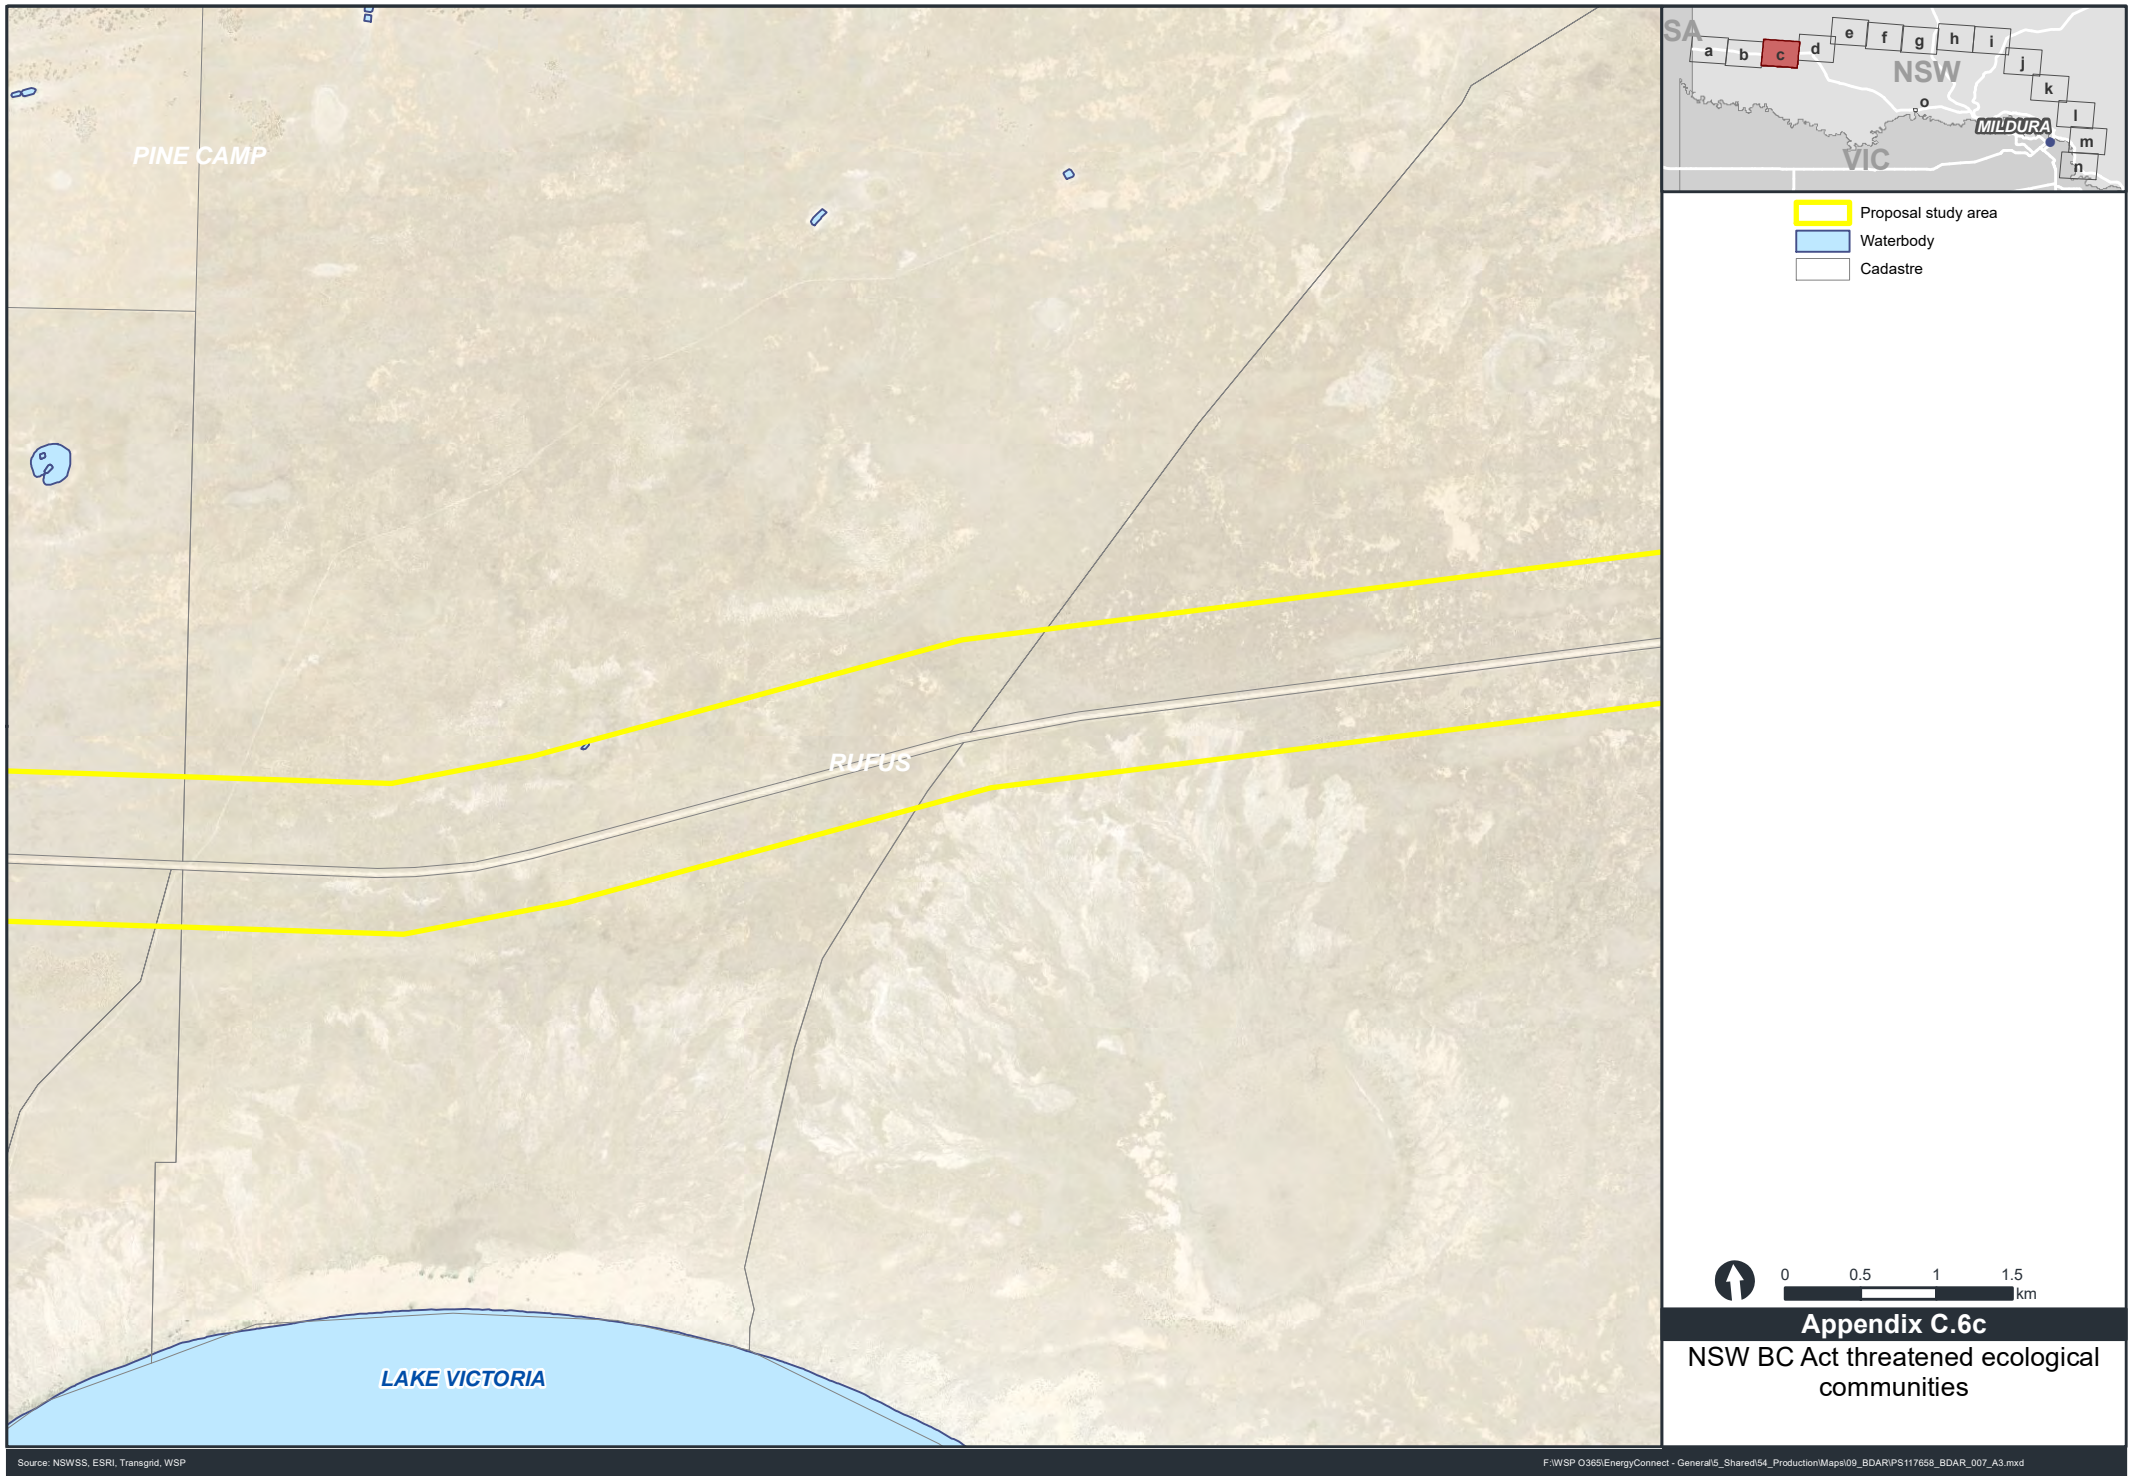 PINE CAMP
RUFUS
LAKE VICTORIA
SA
a
b
c
d
e
f
g
h
i
j
k
l
m
n
o
NSW
MILDURA
VIC
Proposal study area
Waterbody
Cadastre
0 0.5 1 1.5
km
Appendix C.6c
NSW BC Act threatened ecological
communities
Source: NSWSS, ESRI, Transgrid, WSP
F:\WSP O365\EnergyConnect - General\5_Shared\54_Production\Maps\09_BDAR\PS117658_BDAR_007_A3.mxd